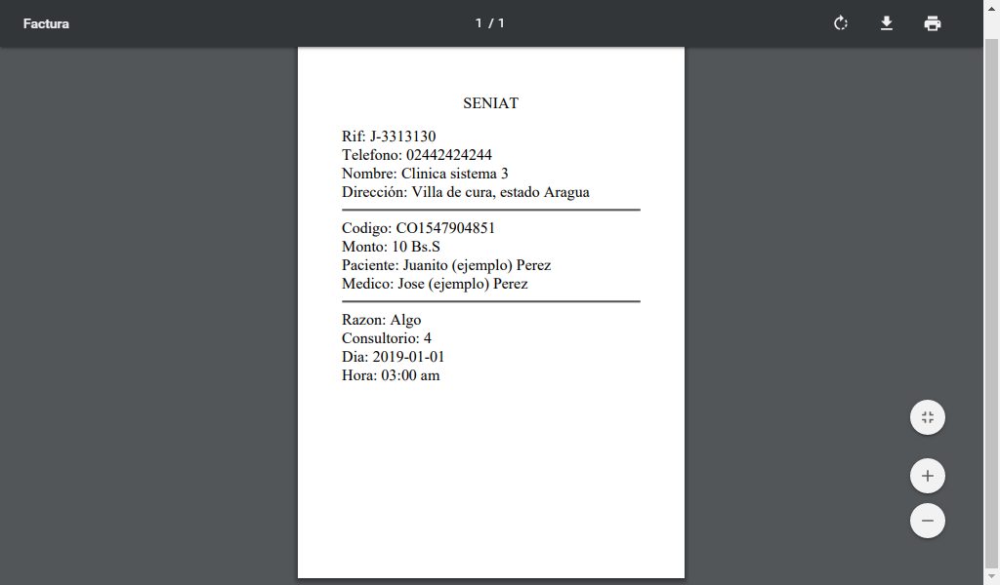 Factura
1 / 1
SENIAT
Rif: J-3313130
Telefono: 02442424244
Nombre: Clinica sistema 3
Dirección: Villa de cura, estado Aragua
Codigo: CO1547904851
Monto: 10 Bs.S
Paciente: Juanito (ejemplo) Perez
Medico: Jose (ejemplo) Perez
Razon: Algo
Consultorio: 4
Dia: 2019-01-01
Hora: 03:00 am